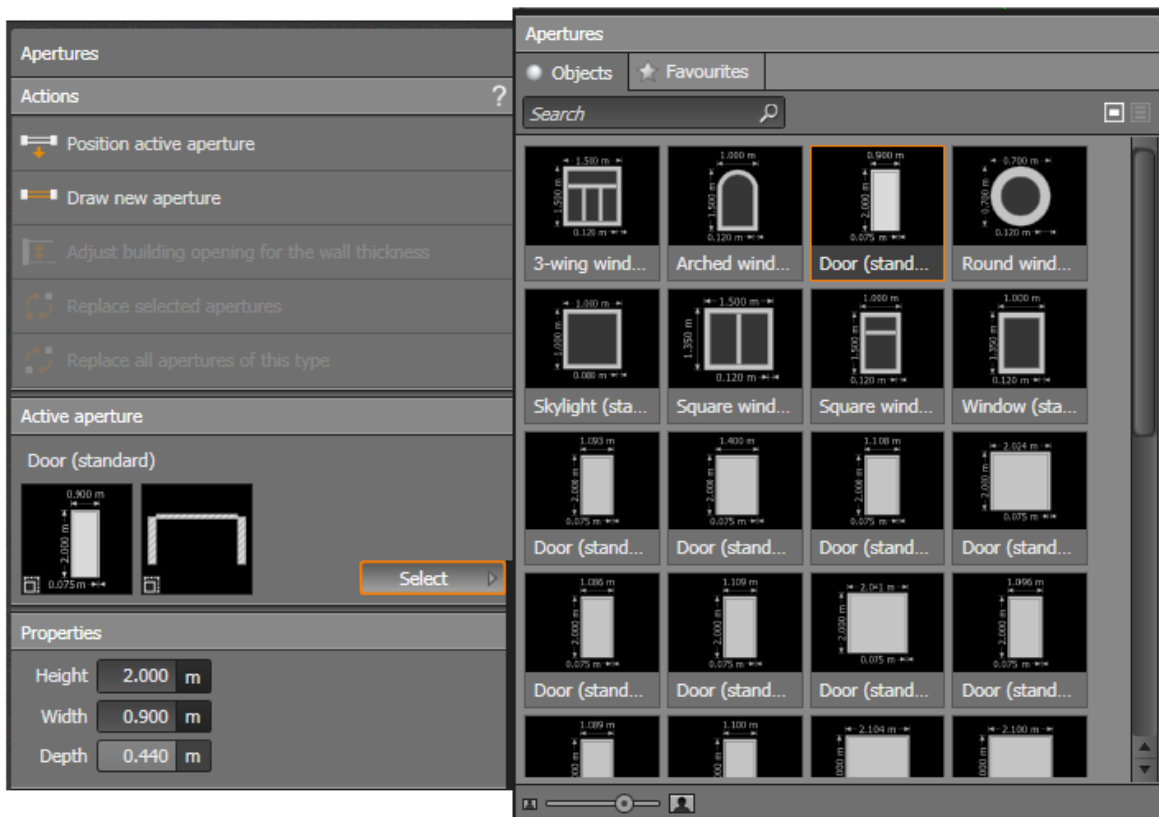 Apertures
Actions
?
Position active aperture
Draw new aperture
Adjust building opening for the wall thickness
Replace selected apertures
Replace all apertures of this type
Active aperture
Door (standard)
0.900 m
2.000 m
0.075 m
Select
Properties
Height 2.000 m
Width 0.900 m
Depth 0.440 m
Apertures
Objects Favourites
Search
1.500 m
1.500 m
0.120 m
3-wing wind...
1.000 m
1.500 m
0.120 m
Arched wind...
0.900 m
2.000 m
0.075 m
Door (stand...
0.700 m
0.700 m
0.120 m
Round wind...
1.000 m
1.000 m
0.080 m
Skylight (sta...
1.500 m
1.350 m
0.120 m
Square wind...
1.000 m
1.500 m
0.120 m
Square wind...
1.000 m
1.350 m
0.120 m
Window (sta...
1.093 m
2.000 m
0.075 m
Door (stand...
1.400 m
2.000 m
0.075 m
Door (stand...
1.108 m
2.000 m
0.075 m
Door (stand...
2.024 m
2.000 m
0.075 m
Door (stand...
1.086 m
2.000 m
0.075 m
Door (stand...
1.109 m
2.000 m
0.075 m
Door (stand...
2.041 m
2.000 m
0.075 m
Door (stand...
1.096 m
2.000 m
0.075 m
Door (stand...
1.089 m
1.100 m
2.104 m
2.100 m